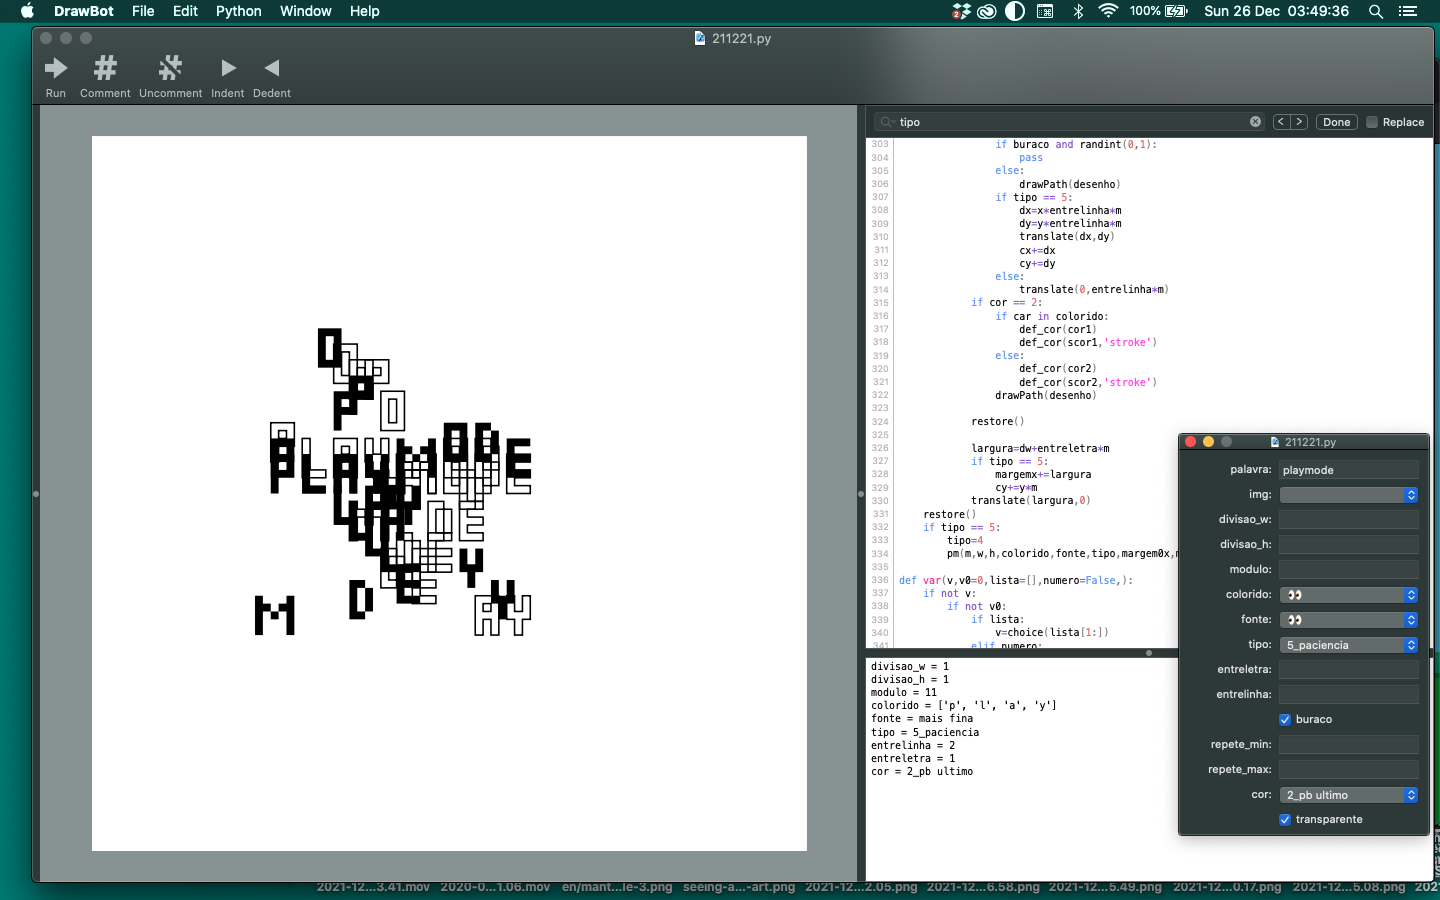 DrawBot File Edit Python Window Help 2 100% Sun 26 Dec 03:49:36
211221.py
Run Comment Uncomment Indent Dedent
tipo < > Done Replace
303 if buraco and randint(0,1):
304 pass
305 else:
306 drawPath(desenho)
307 if tipo == 5:
308 dx=x*entrelinha*m
309 dy=y*entrelinha*m
310 translate(dx,dy)
311 cx+=dx
312 cy+=dy
313 else:
314 translate(0,entrelinha*m)
315 if cor == 2:
316 if car in colorido:
317 def_cor(cor1)
318 def_cor(scor1,'stroke')
319 else:
320 def_cor(cor2)
321 def_cor(scor2,'stroke')
322 drawPath(desenho)
323
324 restore()
325
326 largura=dw+entreletra*m
327 if tipo == 5:
328 margemx+=largura
329 cy+=y*m
330 translate(largura,0)
331 restore()
332 if tipo == 5:
333 tipo=4
334 pm(m,w,h,colorido,fonte,tipo,margem0x,
335
336 def var(v,v0=0,lista=[],numero=False,):
337 if not v:
338 if not v0:
339 if lista:
340 v=choice(lista[1:])
341 elif numero:
divisao_w = 1
divisao_h = 1
modulo = 11
colorido = ['p', 'l', 'a', 'y']
fonte = mais fina
tipo = 5_paciencia
entrelinha = 2
entreletra = 1
cor = 2_pb ultimo
211221.py
palavra: playmode
img:
divisao_w:
divisao_h:
modulo:
colorido: 👀
fonte: 👀
tipo: 5_paciencia
entreletra:
entrelinha:
buraco
repete_min:
repete_max:
cor: 2_pb ultimo
transparente
PLAYMODE
M D E Y AY
2021-12...3.41.mov 2020-0...1.06.mov en/mant...le-3.png seeing-a...-art.png 2021-12...2.05.png 2021-12...6.58.png 2021-12...5.49.png 2021-12...0.17.png 2021-12...5.08.png 202